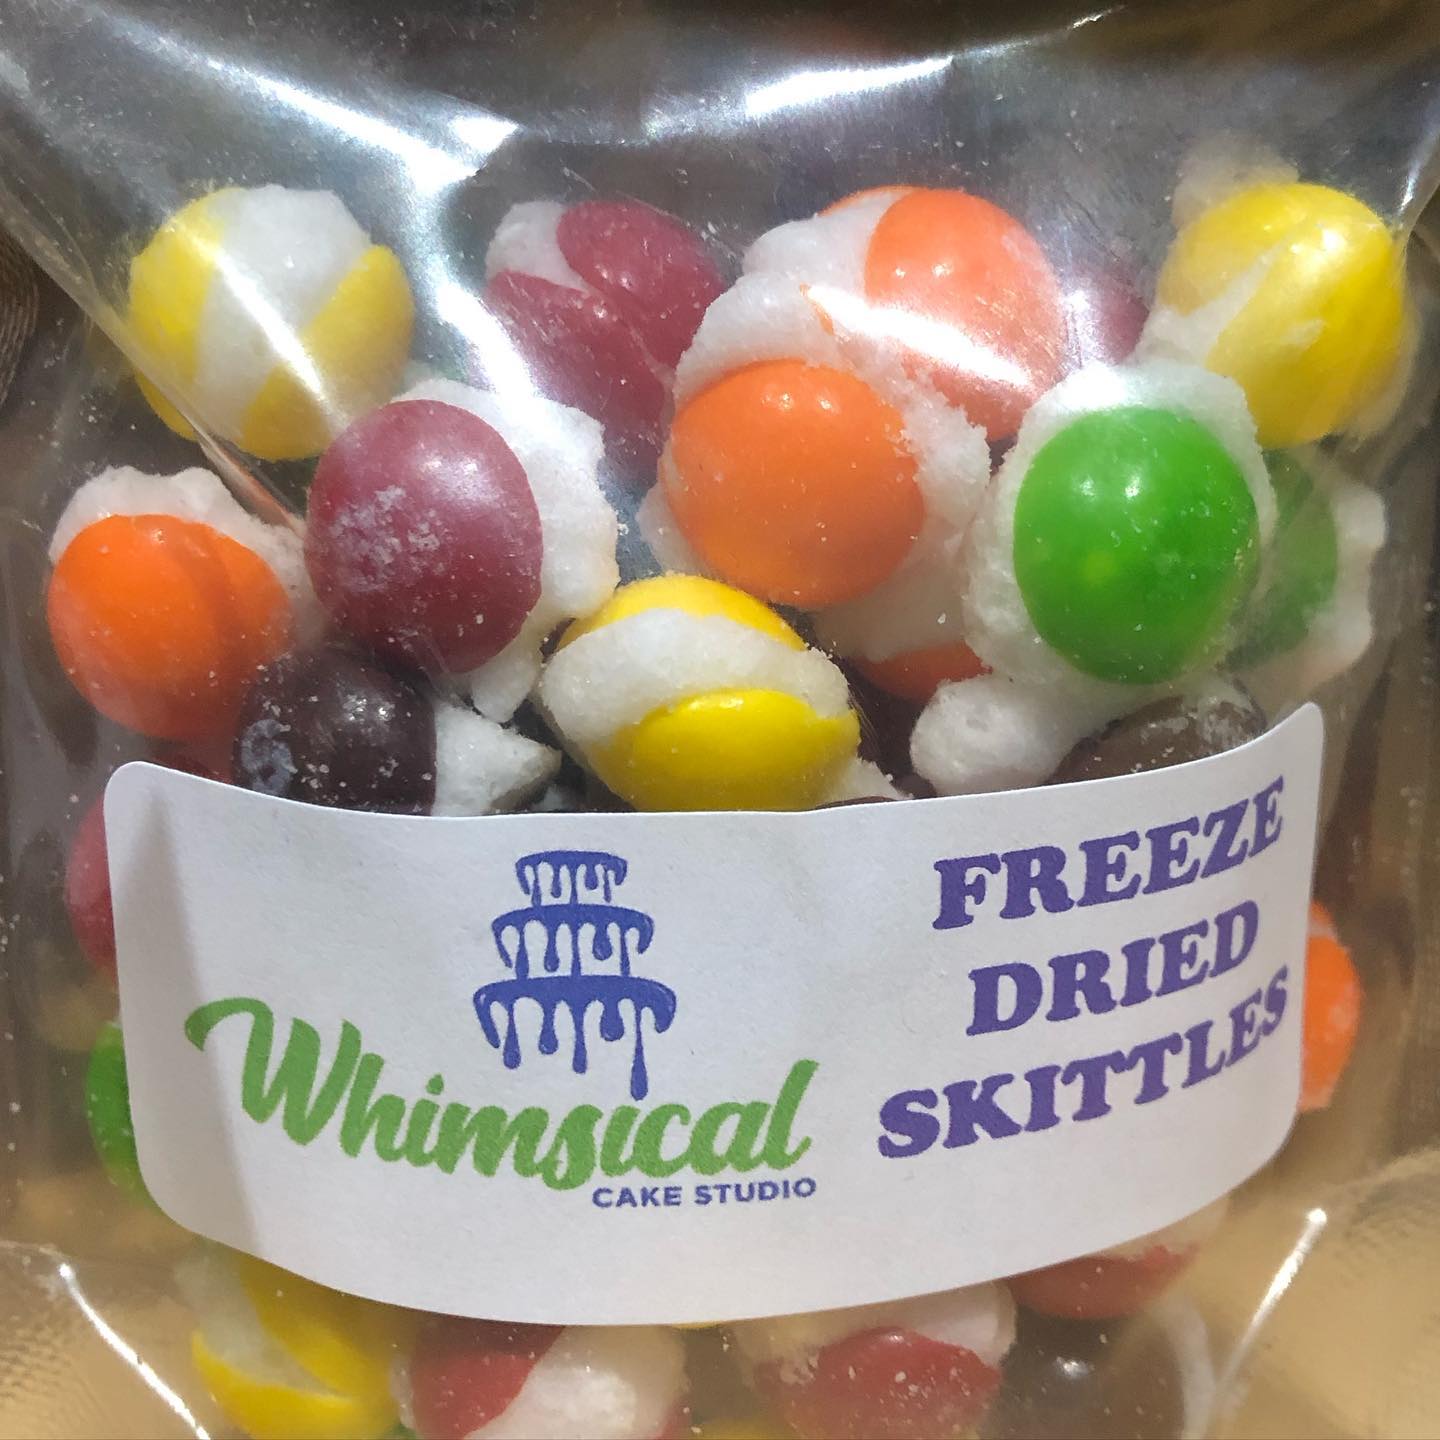 Whimsical
CAKE STUDIO
FREEZE
DRIED
SKITTLES